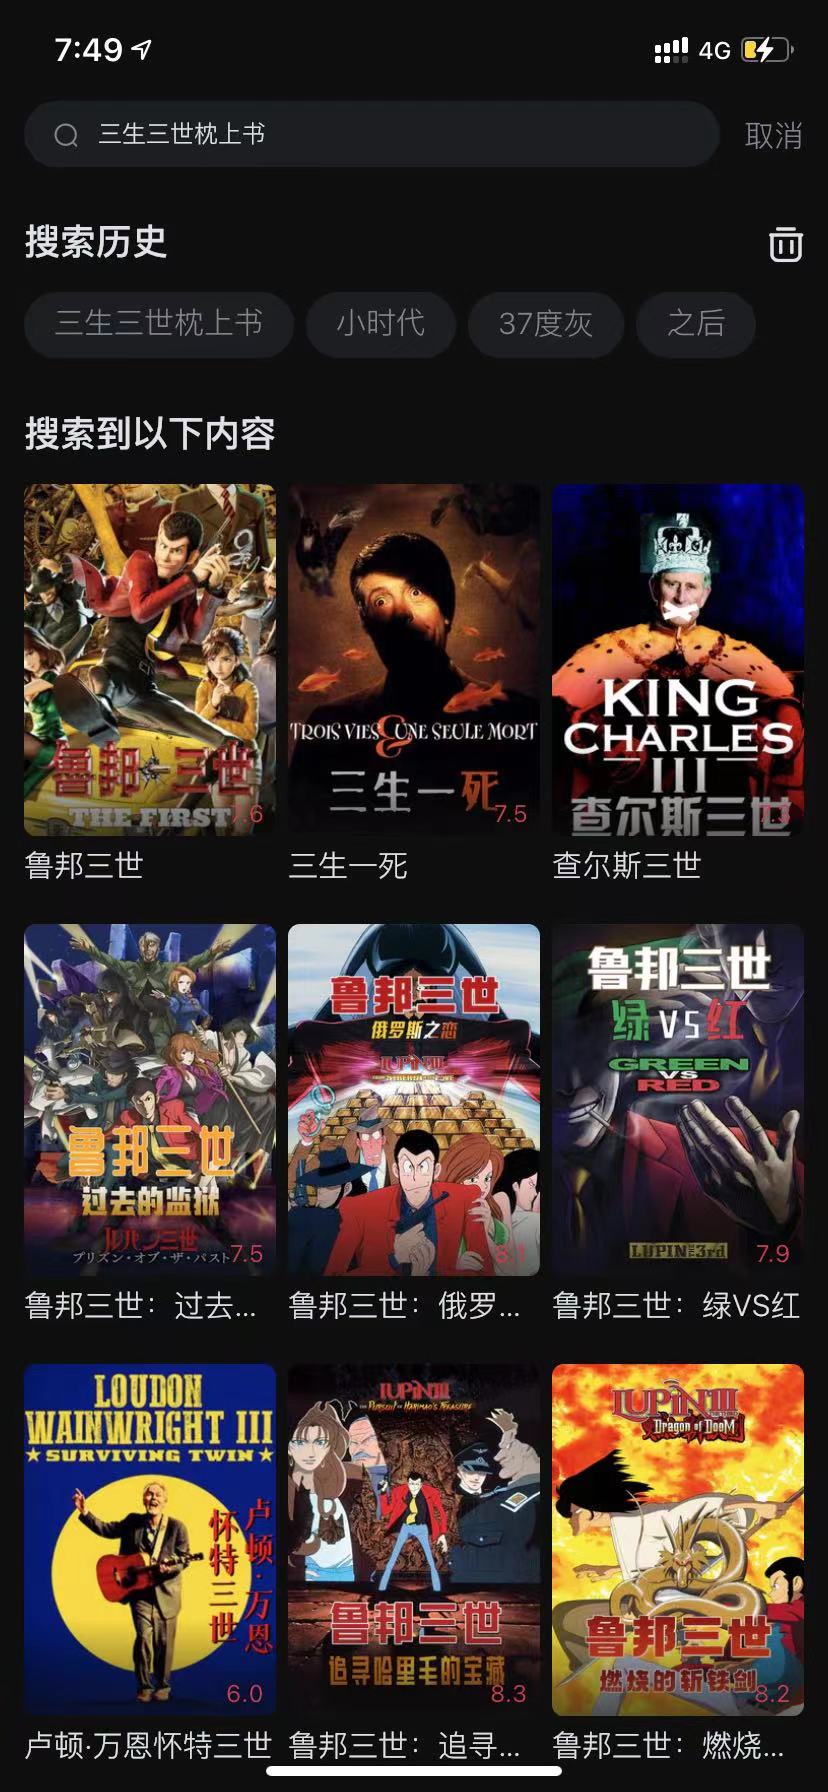 7:49
4G
三生三世枕上书
取消
搜索历史
三生三世枕上书
小时代
37度灰
之后
搜索到以下内容
鲁邦三世
THE FIRST
7.6
TROIS VIES & UNE SEULE MORT
三生一死
7.5
KING
CHARLES
III
查尔斯三世
7.3
鲁邦三世
三生一死
查尔斯三世
鲁邦三世
过去的监狱
ルパン三世
プリズン・オブ・ザ・パスト
7.5
鲁邦三世
俄罗斯之恋
LUPIN III
8.1
鲁邦三世
绿VS红
GREEN
VS
RED
LUPIN THE 3rd
7.9
鲁邦三世：过去...
鲁邦三世：俄罗...
鲁邦三世：绿VS红
LOUDON
WAINWRIGHT III
★SURVIVING TWIN★
卢顿·万恩
怀特三世
6.0
LUPIN III
THE PURSUIT OF HARIMAO'S TREASURE
鲁邦三世
追寻哈里毛的宝藏
8.3
LUPIN III
Dragon of Doom
鲁邦三世
燃烧的斩铁剑
8.2
卢顿·万恩怀特三世
鲁邦三世：追寻...
鲁邦三世：燃烧...